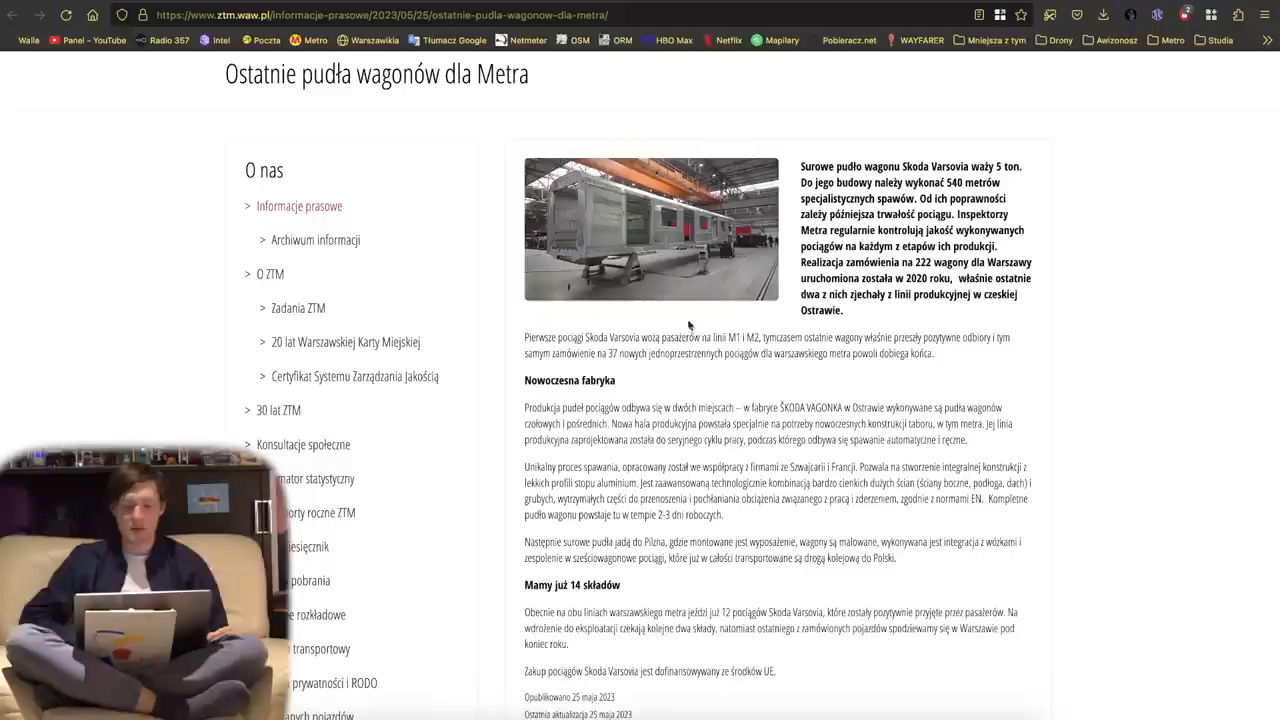 https://www.ztm.waw.pl/informacje-prasowe/2023/05/25/ostatnie-pudla-wagonow-dla-metra/
2
Walle
Panel - YouTube
Radio 357
Intel
Poczta
Metro
Warszawikia
Tłumacz Google
Netmeter
OSM
ORM
HBO Max
Netflix
Mapilary
Pobieracz.net
WAYFARER
Mniejsza z tym
Drony
Awizonosz
Metro
Studia
Ostatnie pudła wagonów dla Metra
O nas
> Informacje prasowe
> Archiwum informacji
> O ZTM
> Zadania ZTM
> 20 lat Warszawskiej Karty Miejskiej
> Certyfikat Systemu Zarządzania Jakością
> 30 lat ZTM
> Konsultacje społeczne
mator statystyczny
orty roczne ZTM
iesięcznik
pobrania
e rozkładowe
transportowy
prywatności i RODO
anych pojazdów
Surowe pudło wagonu Skoda Varsovia waży 5 ton.
Do jego budowy należy wykonać 540 metrów
specjalistycznych spawów. Od ich poprawności
zależy późniejsza trwałość pociągu. Inspektorzy
Metra regularnie kontrolują jakość wykonywanych
pociągów na każdym z etapów ich produkcji.
Realizacja zamówienia na 222 wagony dla Warszawy
uruchomiona została w 2020 roku, właśnie ostatnie
dwa z nich zjechały z linii produkcyjnej w czeskiej
Ostrawie.
Pierwsze pociągi Skoda Varsovia wożą pasażerów na linii M1 i M2, tymczasem ostatnie wagony właśnie przeszły pozytywne odbiory i tym
samym zamówienie na 37 nowych jednoprzestrzennych pociągów dla warszawskiego metra powoli dobiega końca.
Nowoczesna fabryka
Produkcja pudeł pociągów odbywa się w dwóch miejscach – w fabryce ŠKODA VAGONKA w Ostrawie wykonywane są pudła wagonów
czołowych i pośrednich. Nowa hala produkcyjna powstała specjalnie na potrzeby nowoczesnych konstrukcji taboru, w tym metra. Jej linia
produkcyjna zaprojektowana została do seryjnego cyklu pracy, podczas którego odbywa się spawanie automatyczne i ręczne.
Unikalny proces spawania, opracowany został we współpracy z firmami ze Szwajcarii i Francji. Pozwala na stworzenie integralnej konstrukcji z
lekkich profili stopu aluminium. Jest zaawansowaną technologicznie kombinacją bardzo cienkich dużych ścian (ściany boczne, podłoga, dach) i
grubych, wytrzymałych części do przenoszenia i pochłaniania obciążenia związanego z pracą i zderzeniem, zgodnie z normami EN. Kompletne
pudło wagonu powstaje tu w tempie 2-3 dni roboczych.
Następnie surowe pudła jadą do Pilzna, gdzie montowane jest wyposażenie, wagony są malowane, wykonywana jest integracja z wózkami i
zespolenie w sześciowagonowe pociągi, które już w całości transportowane są drogą kolejową do Polski.
Mamy już 14 składów
Obecnie na obu liniach warszawskiego metra jeździ już 12 pociągów Skoda Varsovia, które zostały pozytywnie przyjęte przez pasażerów. Na
wdrożenie do eksploatacji czekają kolejne dwa składy, natomiast ostatniego z zamówionych pojazdów spodziewamy się w Warszawie pod
koniec roku.
Zakup pociągów Skoda Varsovia jest dofinansowywany ze środków UE.
Opublikowano 25 maja 2023
Ostatnia aktualizacja 25 maja 2023